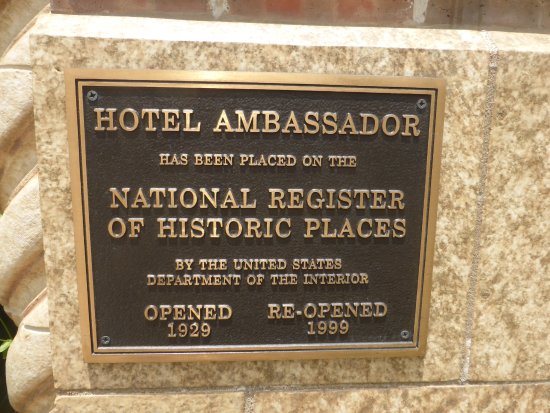 HOTEL AMBASSADOR
HAS BEEN PLACED ON THE
NATIONAL REGISTER
OF HISTORIC PLACES
BY THE UNITED STATES
DEPARTMENT OF THE INTERIOR
OPENED RE-OPENED
1929 1999